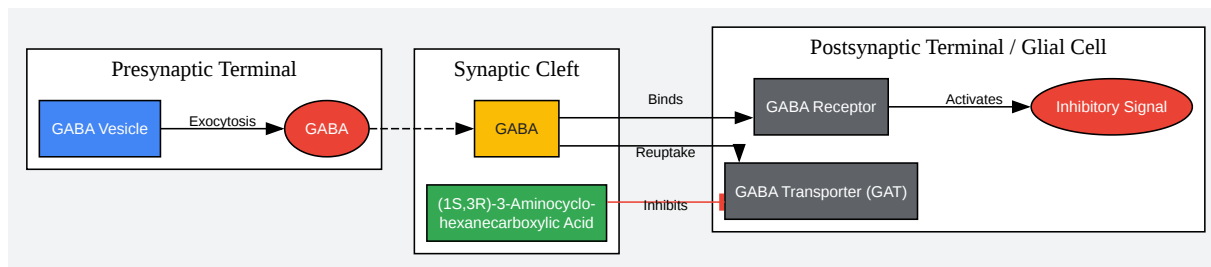 Presynaptic Terminal
GABA Vesicle
Exocytosis
GABA
Synaptic Cleft
GABA
(1S,3R)-3-Aminocyclo-
hexanecarboxylic Acid
Binds
Reuptake
Inhibits
Postsynaptic Terminal / Glial Cell
GABA Receptor
Activates
Inhibitory Signal
GABA Transporter (GAT)